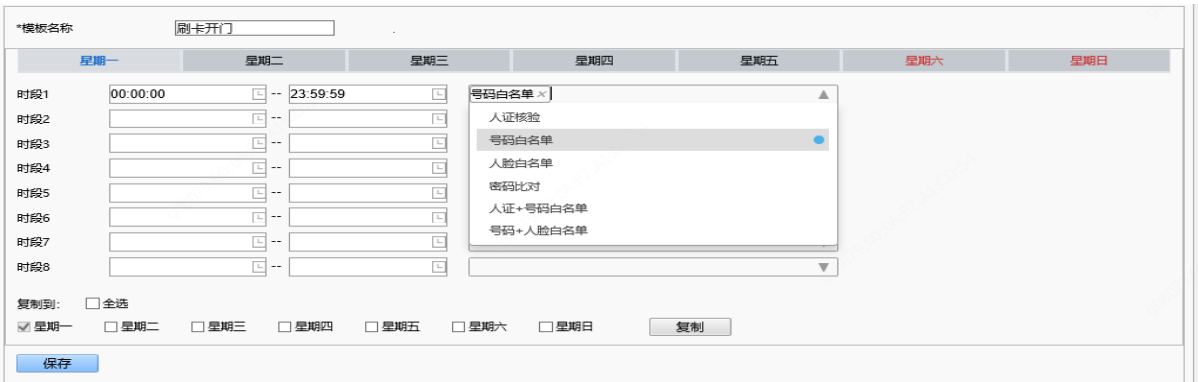 *模板名称 刷卡开门
星期一 星期二 星期三 星期四 星期五 星期六 星期日
时段1 00:00:00 -- 23:59:59 号码白名单 ×
时段2 --
人证核验
时段3 --
号码白名单
时段4 --
人脸白名单
时段5 --
密码比对
时段6 --
人证+号码白名单
时段7 --
号码+人脸白名单
时段8 --
复制到: 全选
星期一 星期二 星期三 星期四 星期五 星期六 星期日 复制
保存